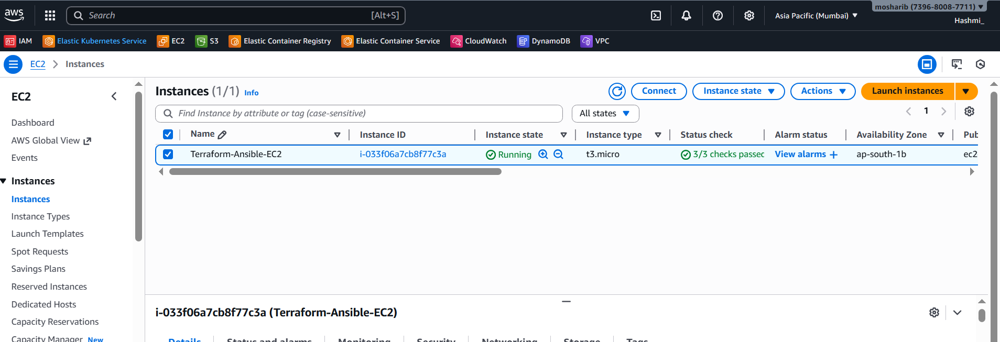 aws
Search [Alt+S]
Asia Pacific (Mumbai)
mosharib (7396-8008-7711)
Hashmi_
IAM Elastic Kubernetes Service EC2 S3 Elastic Container Registry Elastic Container Service CloudWatch DynamoDB VPC
EC2 Instances
EC2
Dashboard
AWS Global View
Events
Instances
Instances
Instance Types
Launch Templates
Spot Requests
Savings Plans
Reserved Instances
Dedicated Hosts
Capacity Reservations
Capacity Manager New
Instances (1/1) Info
Connect Instance state Actions Launch instances
Find Instance by attribute or tag (case-sensitive) All states 1
Name Instance ID Instance state Instance type Status check Alarm status Availability Zone Pub
Terraform-Ansible-EC2 i-033f06a7cb8f77c3a Running t3.micro 3/3 checks passec View alarms + ap-south-1b ec2
i-033f06a7cb8f77c3a (Terraform-Ansible-EC2)
Details Status and alarms Monitoring Security Networking Storage Tags